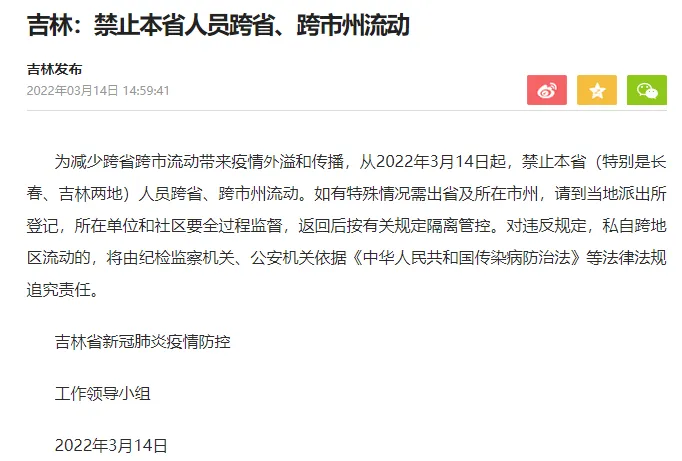 吉林：禁止本省人员跨省、跨市州流动
吉林发布
2022年03月14日 14:59:41
为减少跨省跨市流动带来疫情外溢和传播，从2022年3月14日起，禁止本省（特别是长
春、吉林两地）人员跨省、跨市州流动。如有特殊情况需出省及所在市州，请到当地派出所
登记，所在单位和社区要全过程监督，返回后按有关规定隔离管控。对违反规定，私自跨地
区流动的，将由纪检监察机关、公安机关依据《中华人民共和国传染病防治法》等法律法规
追究责任。
吉林省新冠肺炎疫情防控
工作领导小组
2022年3月14日